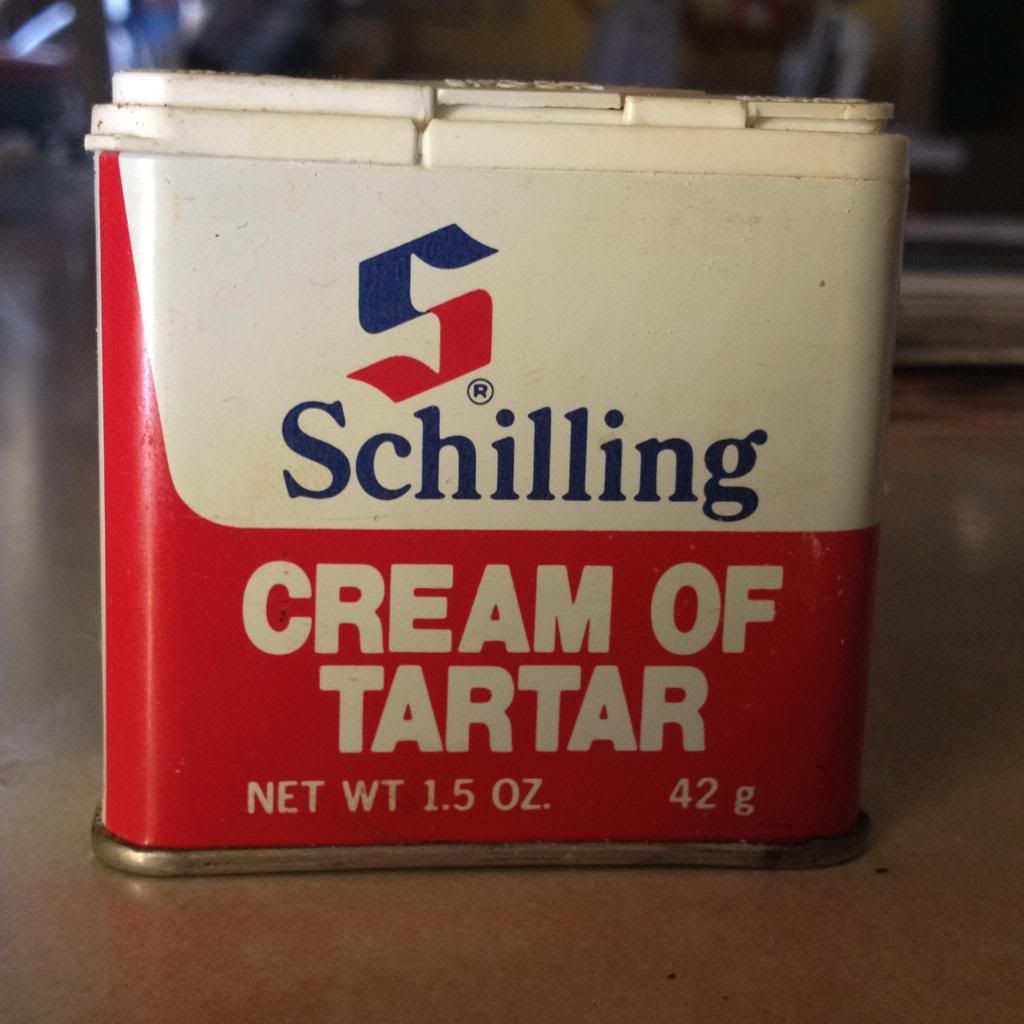 ®
Schilling
CREAM OF
TARTAR
NET WT 1.5 OZ. 42 g